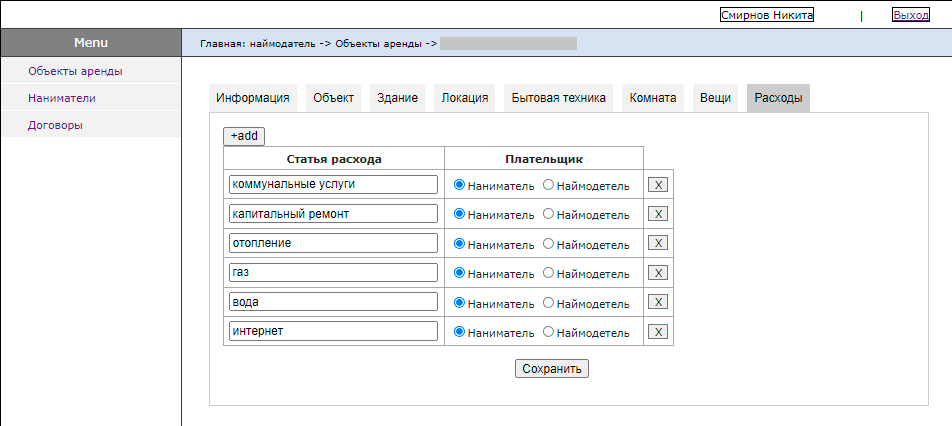 Смирнов Никита | Выход
Menu
Главная: наймодатель -> Объекты аренды ->
Объекты аренды
Наниматели
Договоры
Информация Объект Здание Локация Бытовая техника Комната Вещи Расходы
+add
Статья расхода Плательщик
коммунальные услуги Наниматель Наймодетель X
капитальный ремонт Наниматель Наймодетель X
отопление Наниматель Наймодетель X
газ Наниматель Наймодетель X
вода Наниматель Наймодетель X
интернет Наниматель Наймодетель X
Сохранить